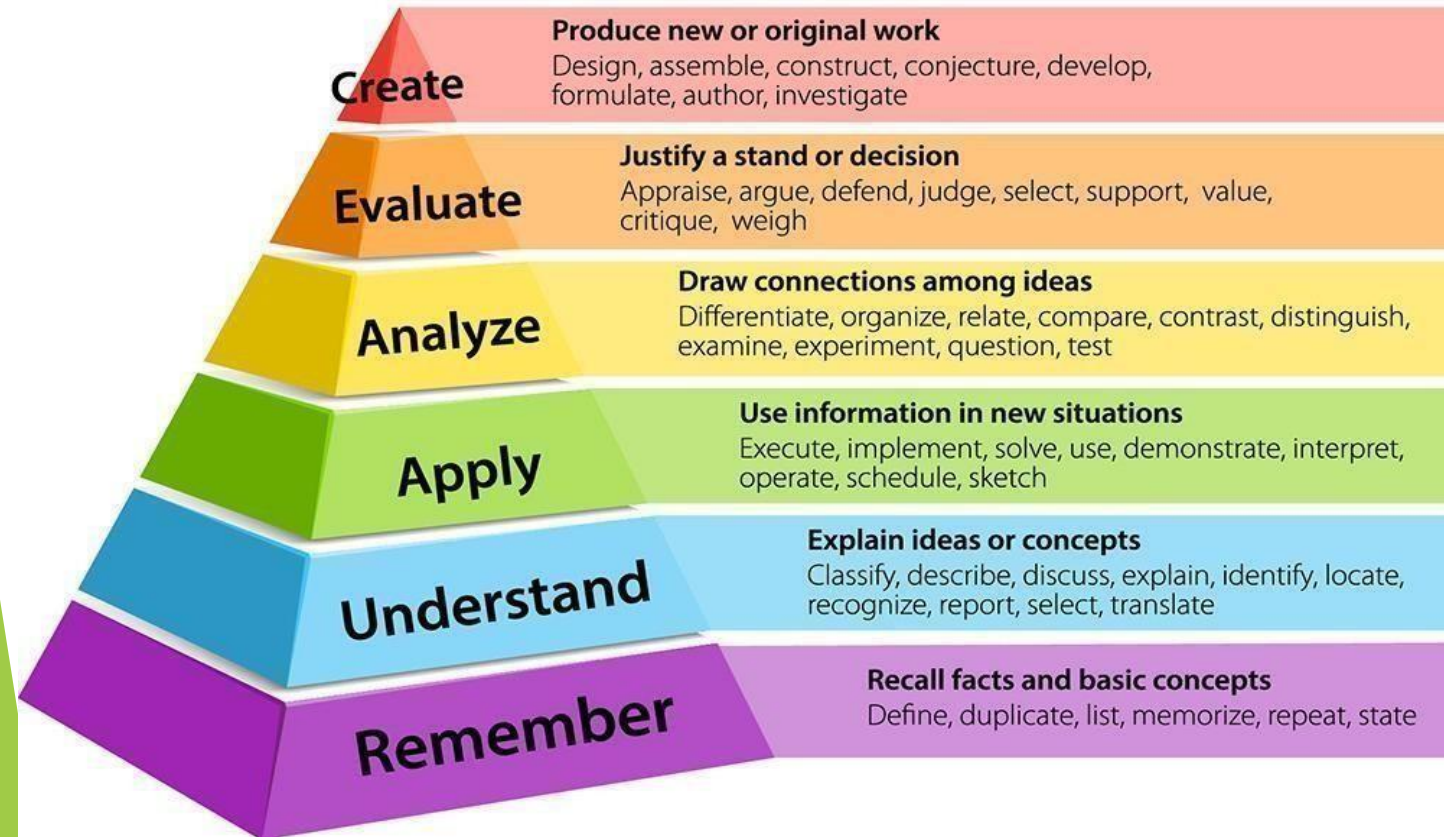 Create
Produce new or original work
Design, assemble, construct, conjecture, develop,
formulate, author, investigate
Evaluate
Justify a stand or decision
Appraise, argue, defend, judge, select, support, value,
critique, weigh
Analyze
Draw connections among ideas
Differentiate, organize, relate, compare, contrast, distinguish,
examine, experiment, question, test
Apply
Use information in new situations
Execute, implement, solve, use, demonstrate, interpret,
operate, schedule, sketch
Understand
Explain ideas or concepts
Classify, describe, discuss, explain, identify, locate,
recognize, report, select, translate
Remember
Recall facts and basic concepts
Define, duplicate, list, memorize, repeat, state